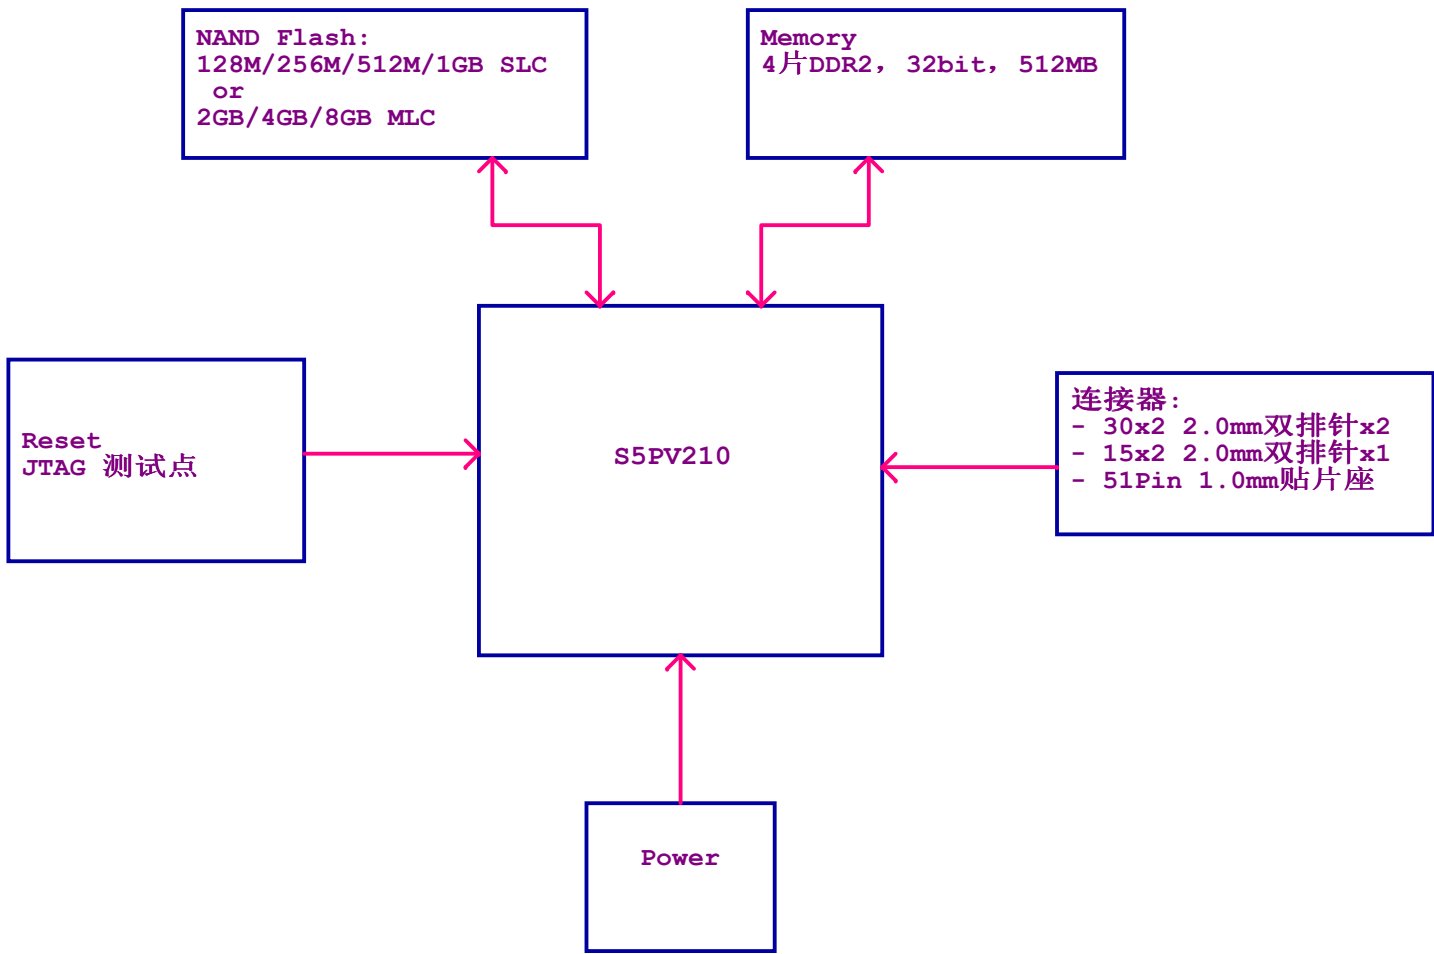 NAND Flash:
128M/256M/512M/1GB SLC
or
2GB/4GB/8GB MLC
Memory
4片DDR2，32bit，512MB
Reset
JTAG 测试点
S5PV210
连接器:
- 30x2 2.0mm双排针x2
- 15x2 2.0mm双排针x1
- 51Pin 1.0mm贴片座
Power